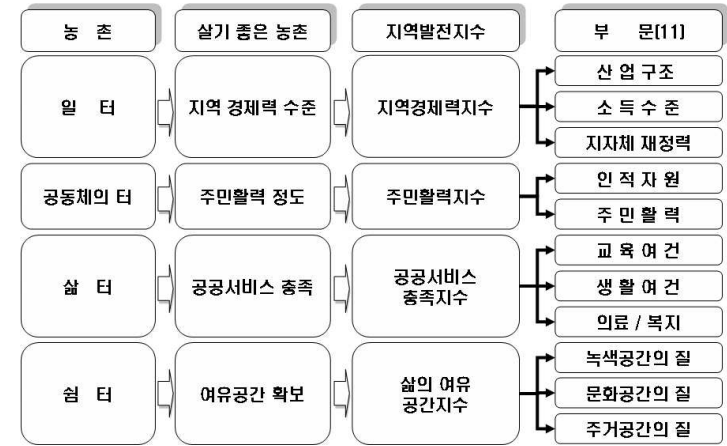 농 촌
살기 좋은 농촌
지역발전지수
부 문[11]
일 터
지역 경제력 수준
지역경제력지수
산 업 구조
소 득 수 준
지자체 재정력
공동체의 터
주민활력 정도
주민활력지수
인 적 자 원
주 민 활 력
삶 터
공공서비스 충족
공공서비스
충족지수
교 육 여 건
생 활 여 건
의료 / 복지
쉼 터
여유공간 확보
삶의 여유
공간지수
녹색공간의 질
문화공간의 질
주거공간의 질